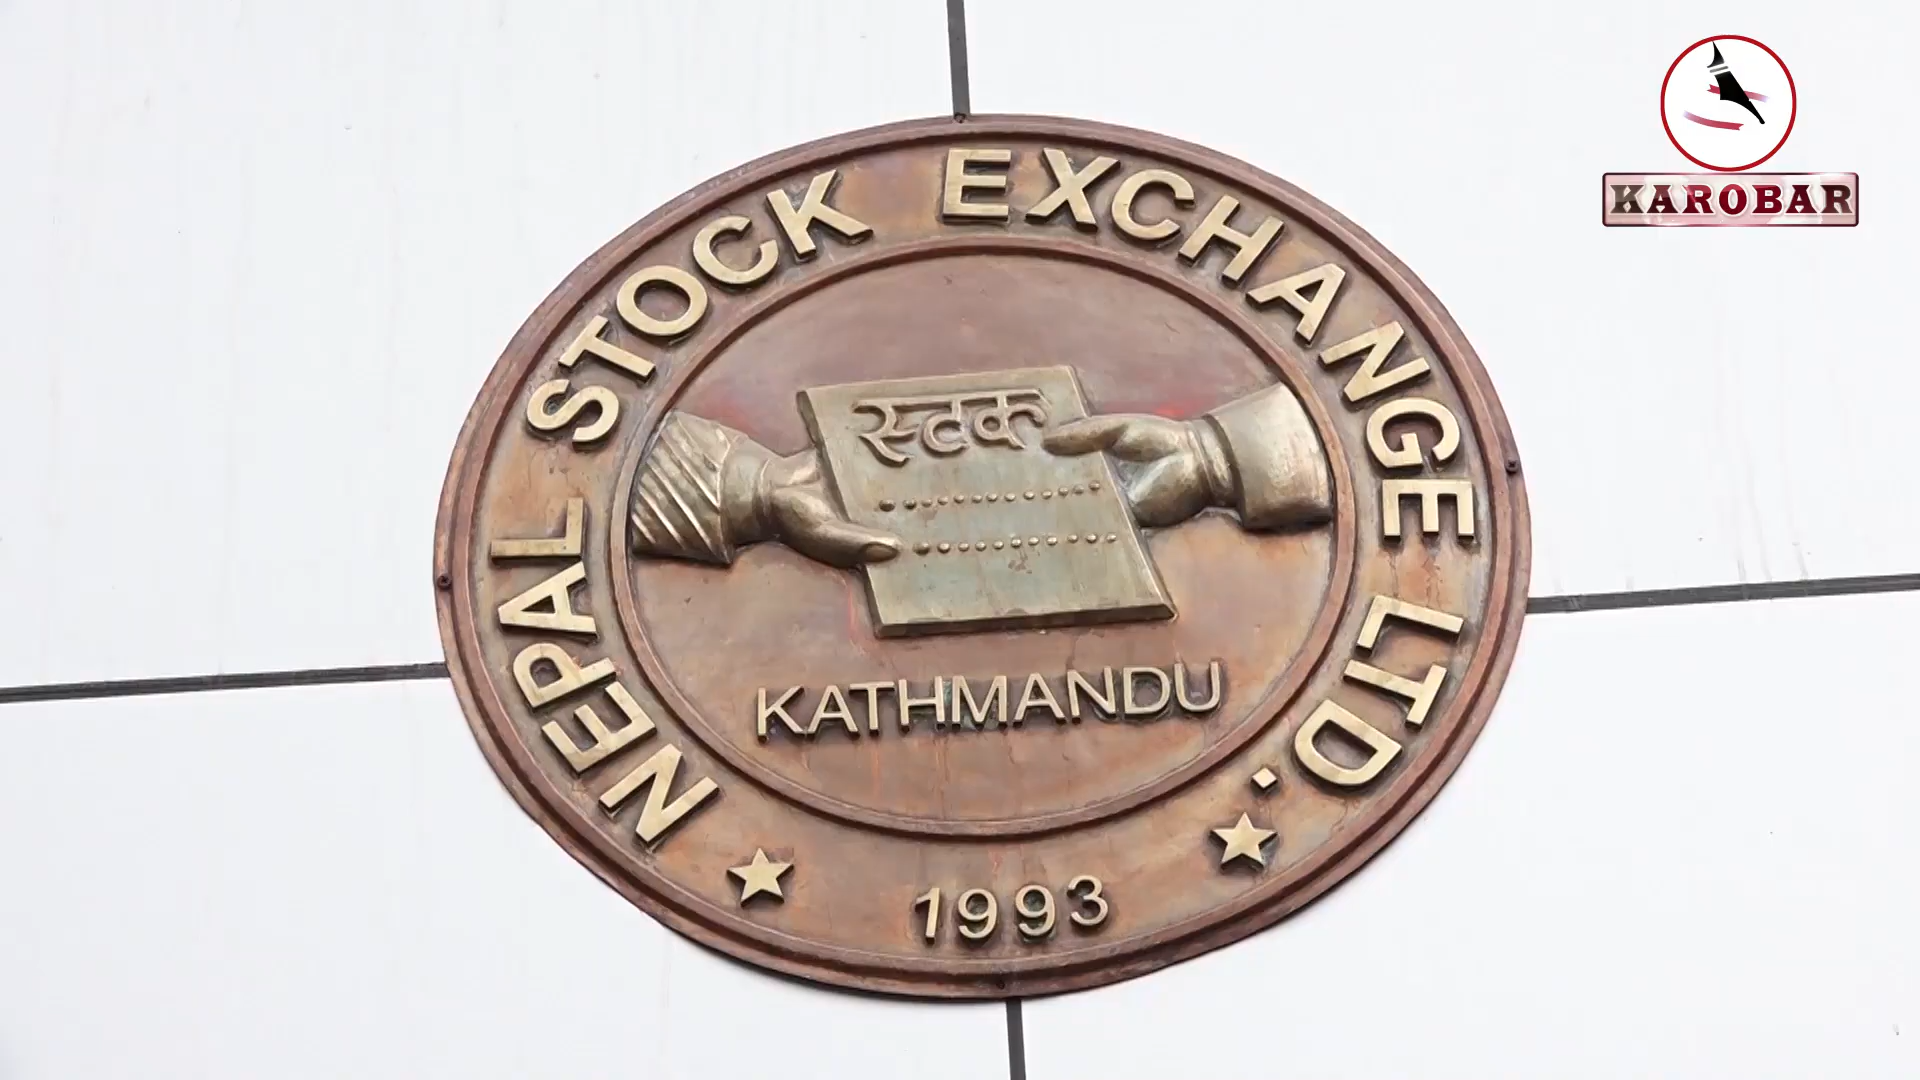 NEPAL STOCK EXCHANGE LTD.
स्टक
KATHMANDU
1993
KAROBAR